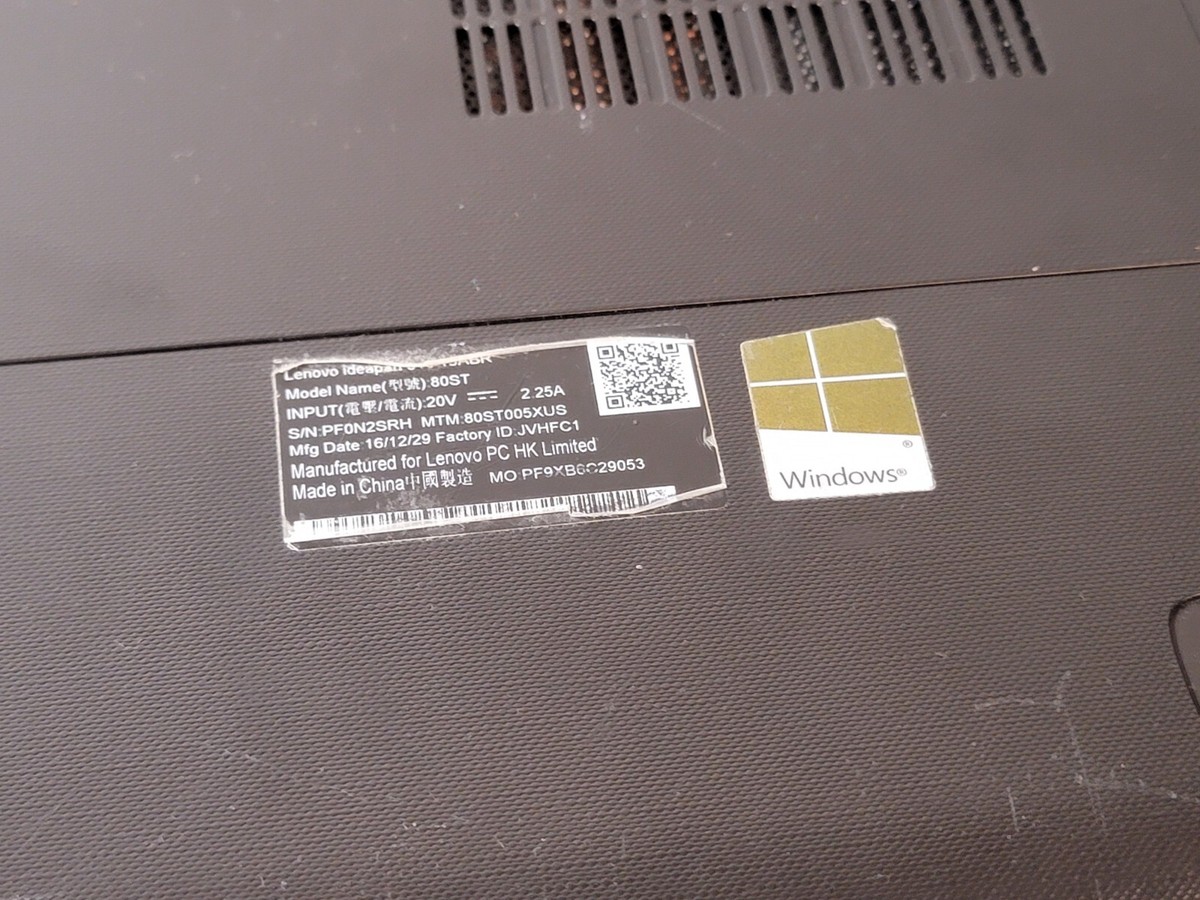 Lenovo
Model Name(型號):80ST
INPUT(電壓/電流):20V ⎓ 2.25A
S/N:PF0N2SRH MTM:80ST005XUS
Mfg Date:16/12/29 Factory ID:JVHFC1
Manufactured for Lenovo PC HK Limited
Made in China中國製造 MO:
Windows®